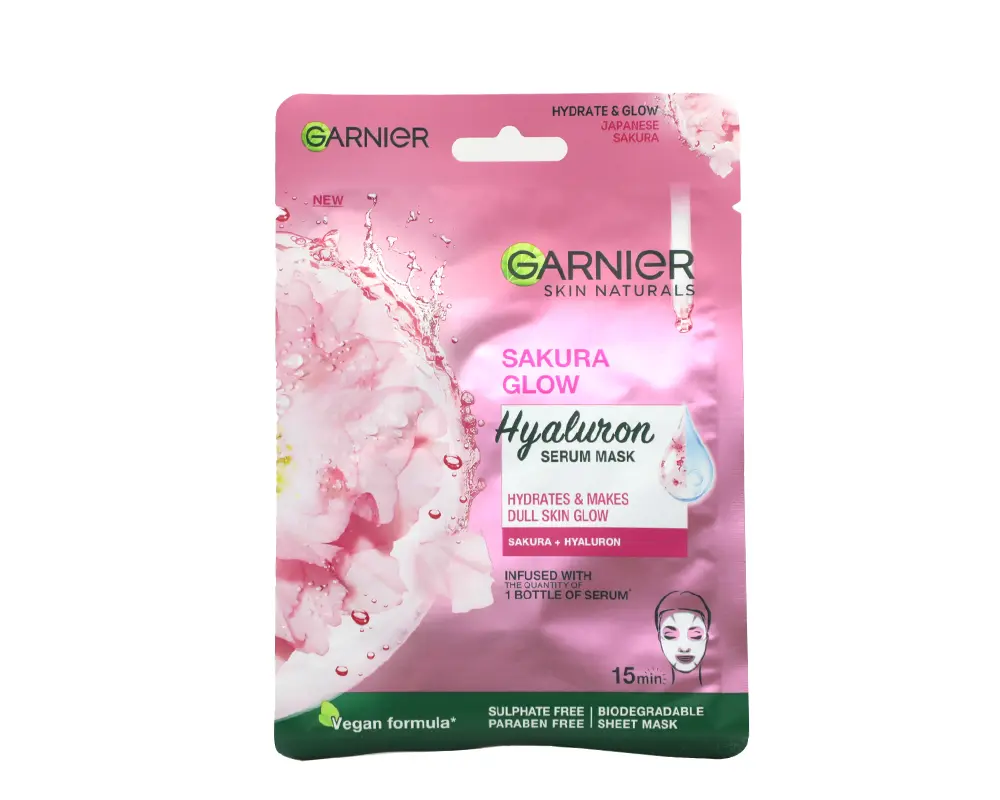 GARNIER
HYDRATE & GLOW
JAPANESE
SAKURA
NEW
GARNIER
SKIN NATURALS
SAKURA
GLOW
Hyaluron
SERUM MASK
HYDRATES & MAKES
DULL SKIN GLOW
SAKURA + HYALURON
INFUSED WITH
THE QUANTITY OF
1 BOTTLE OF SERUM*
15min
Vegan formula*
SULPHATE FREE | BIODEGRADABLE
PARABEN FREE | SHEET MASK